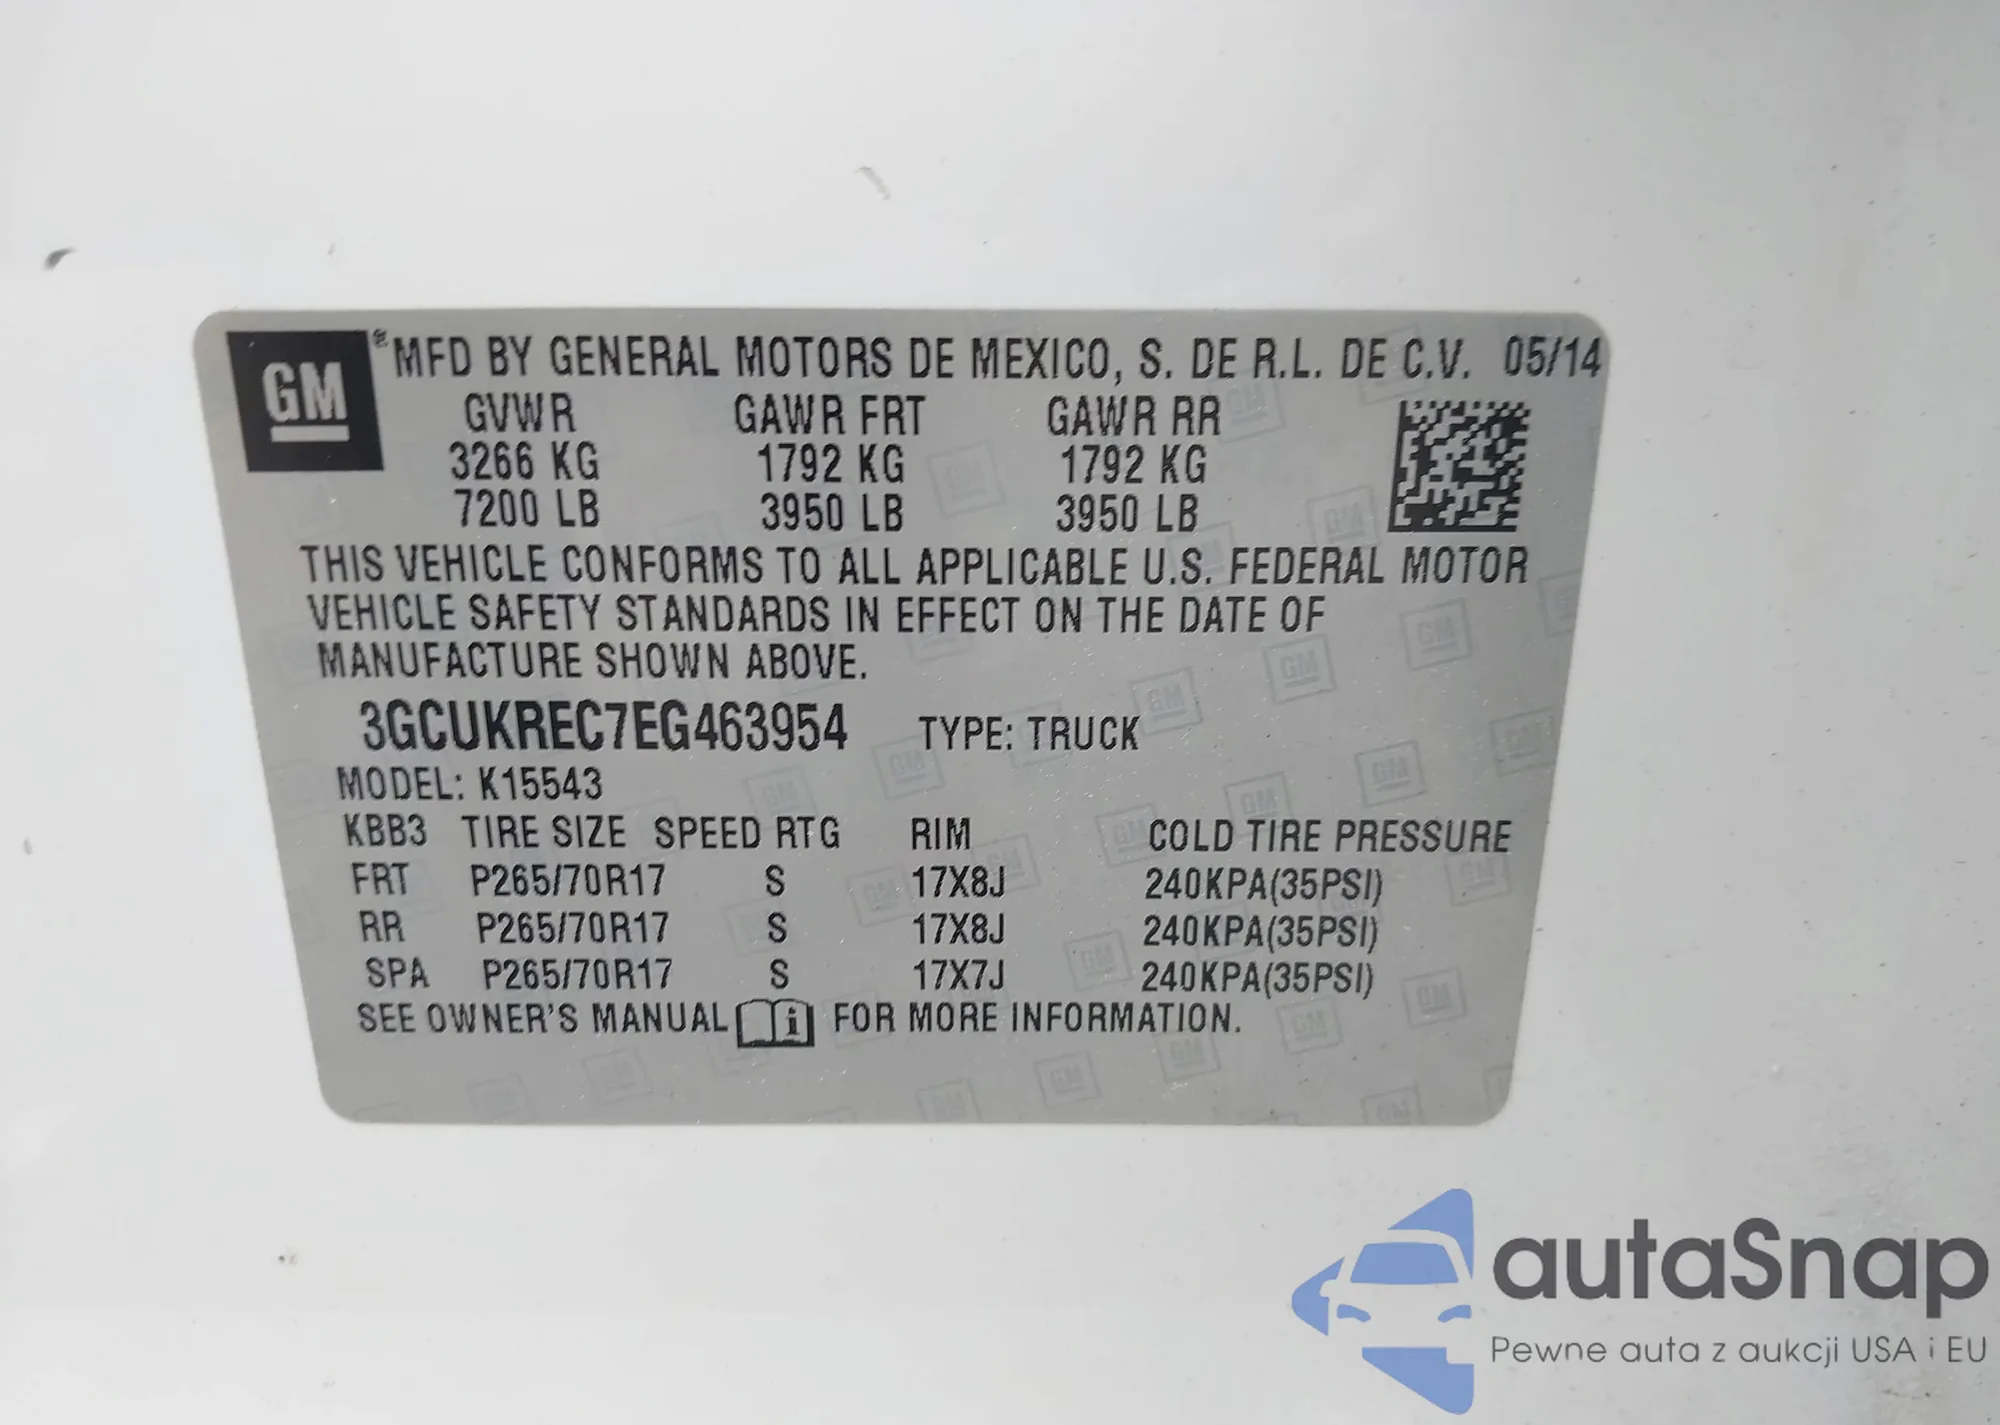 GM
® MFD BY GENERAL MOTORS DE MEXICO, S. DE R.L. DE C.V. 05/14
GVWR GAWR FRT GAWR RR
3266 KG 1792 KG 1792 KG
7200 LB 3950 LB 3950 LB
THIS VEHICLE CONFORMS TO ALL APPLICABLE U.S. FEDERAL MOTOR
VEHICLE SAFETY STANDARDS IN EFFECT ON THE DATE OF
MANUFACTURE SHOWN ABOVE.
3GCUKREC7EG463954 TYPE: TRUCK
MODEL: K15543
KBB3 TIRE SIZE SPEED RTG RIM COLD TIRE PRESSURE
FRT P265/70R17 S 17X8J 240KPA(35PSI)
RR P265/70R17 S 17X8J 240KPA(35PSI)
SPA P265/70R17 S 17X7J 240KPA(35PSI)
SEE OWNER'S MANUAL i FOR MORE INFORMATION.
autaSnap
Pewne auta z aukcji USA i EU